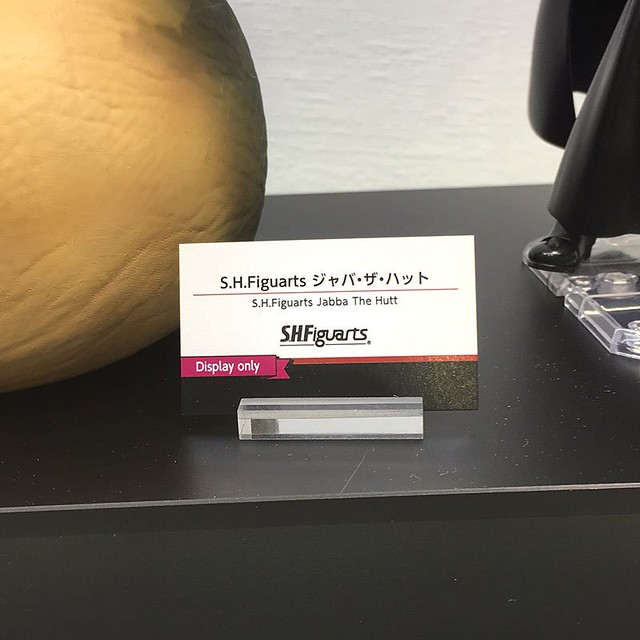 S.H.Figuarts ジャバ・ザ・ハット
S.H.Figuarts Jabba The Hutt
S.H.Figuarts®
Display only